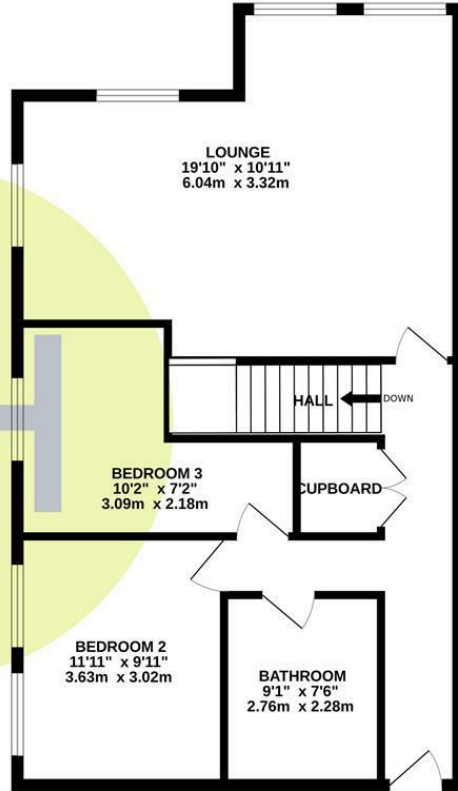 LOUNGE
19'10" x 10'11"
6.04m x 3.32m
HALL
DOWN
BEDROOM 3
10'2" x 7'2"
3.09m x 2.18m
CUPBOARD
BEDROOM 2
11'11" x 9'11"
3.63m x 3.02m
BATHROOM
9'1" x 7'6"
2.76m x 2.28m